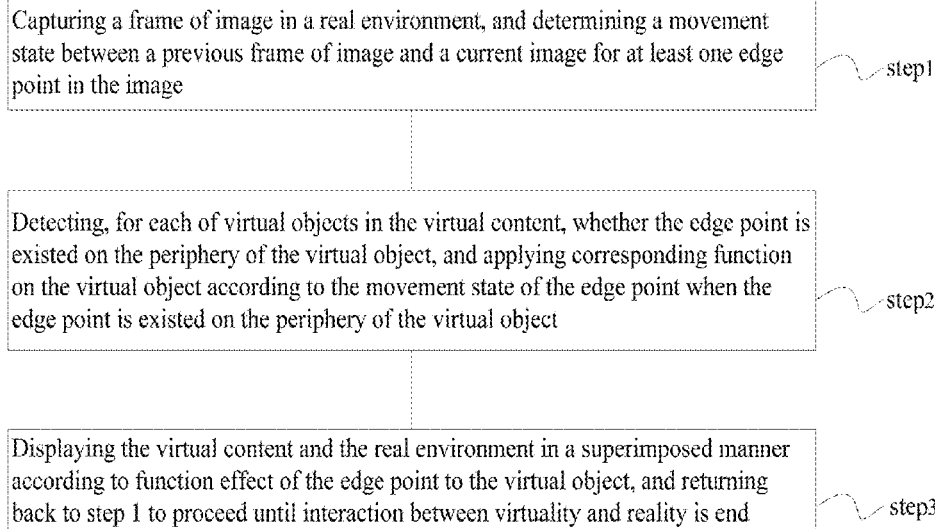 Capturing a frame of image in a real environment, and determining a movement
state between a previous frame of image and a current image for at least one edge
point in the image
step1
Detecting, for each of virtual objects in the virtual content, whether the edge point is
existed on the periphery of the virtual object, and applying corresponding function
on the virtual object according to the movement state of the edge point when the
edge point is existed on the periphery of the virtual object
step2
Displaying the virtual content and the real environment in a superimposed manner
according to function effect of the edge point to the virtual object, and returning
back to step 1 to proceed until interaction between virtuality and reality is end
step3